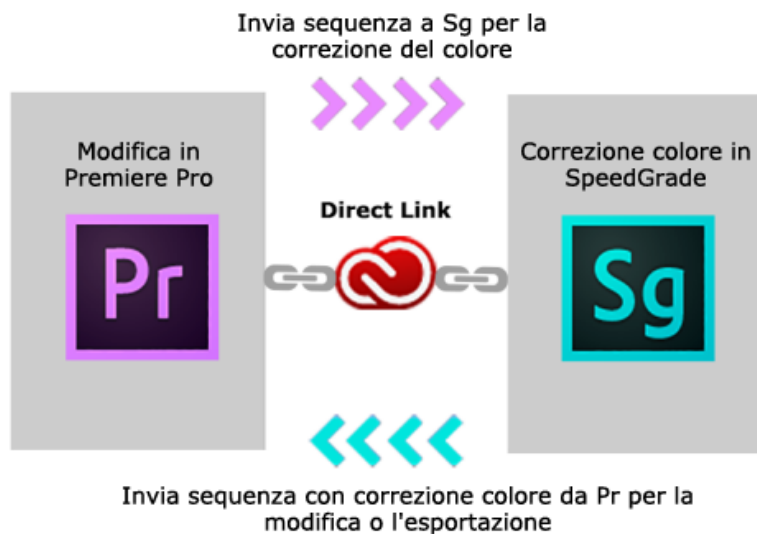 Invia sequenza a Sg per la
correzione del colore
Modifica in
Premiere Pro
Pr
Direct Link
Correzione colore in
SpeedGrade
Sg
Invia sequenza con correzione colore da Pr per la
modifica o l'esportazione